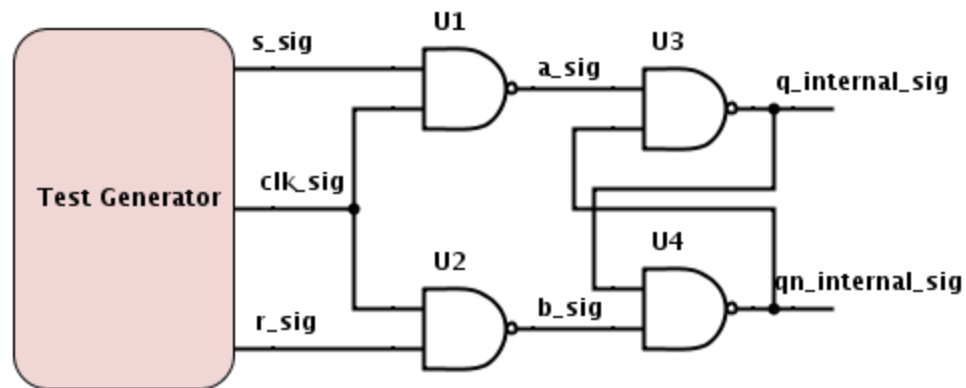 U1
s_sig
U3
a_sig
q_internal_sig
clk_sig
Test Generator
U4
U2
qn_internal_sig
b_sig
r_sig